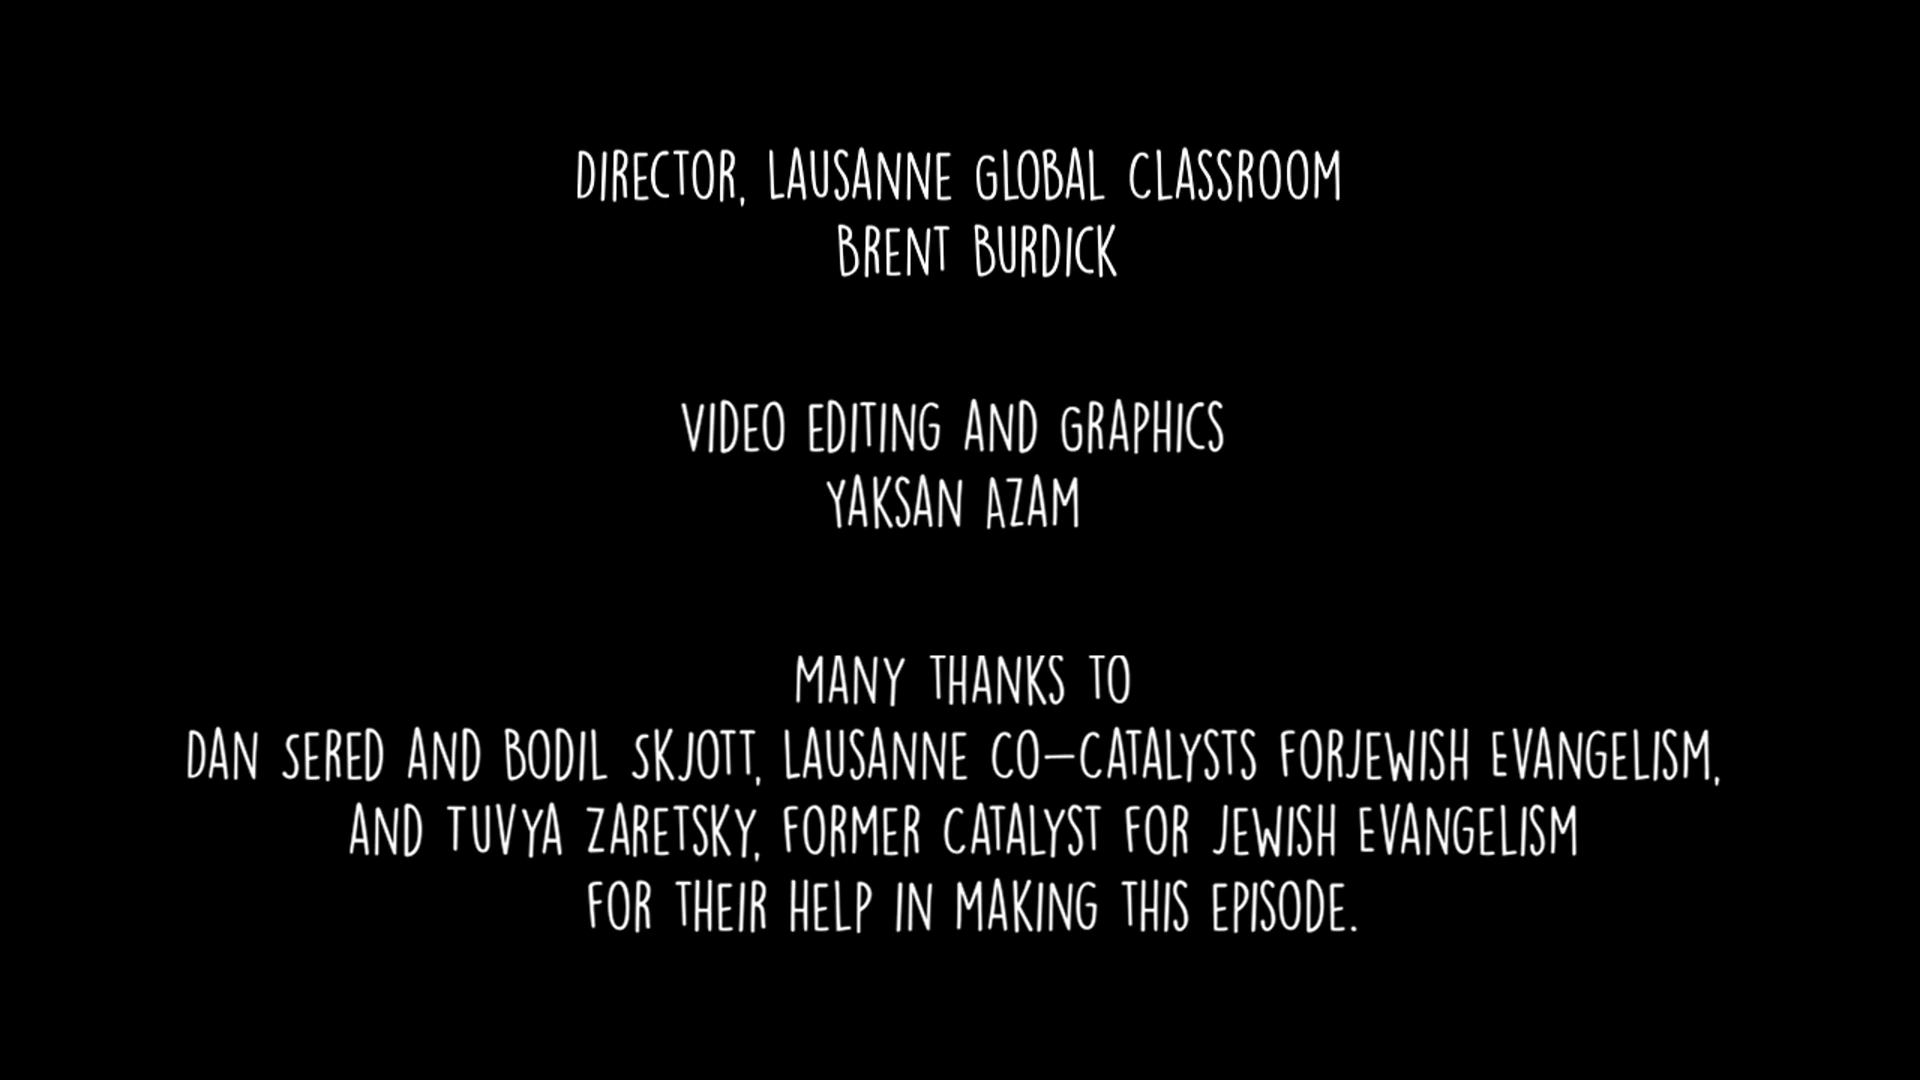 DIRECTOR, LAUSANNE GLOBAL CLASSROOM
BRENT BURDICK
VIDEO EDITING AND GRAPHICS
YAKSAN AZAM
MANY THANKS TO
DAN SERED AND BODIL SKJOTT, LAUSANNE CO-CATALYSTS FORJEWISH EVANGELISM,
AND TUVYA ZARETSKY, FORMER CATALYST FOR JEWISH EVANGELISM
FOR THEIR HELP IN MAKING THIS EPISODE.